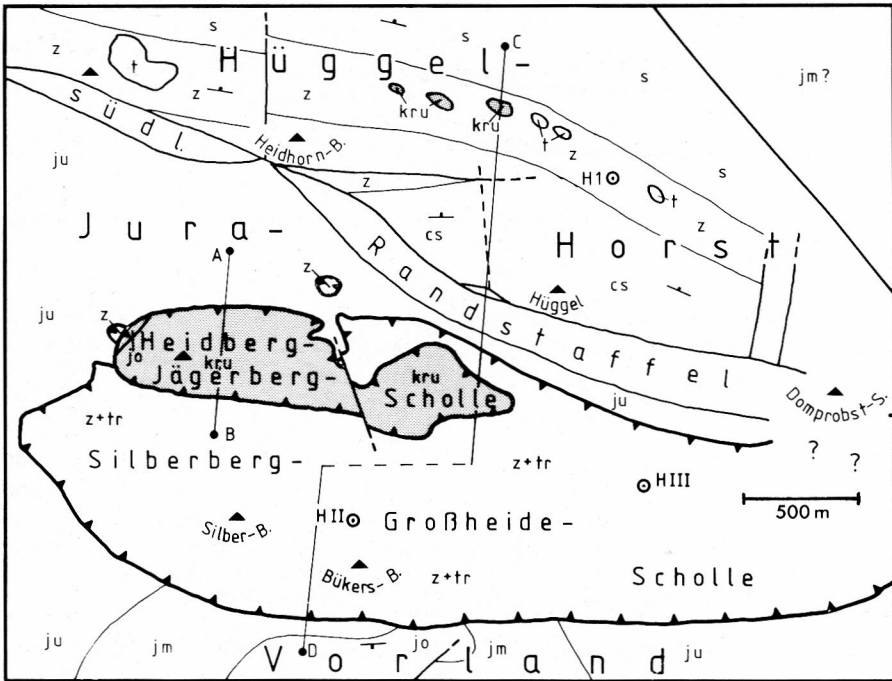 s
s
C
z
t
Hüggel-
s
jm?
z
z
kru
kru
t
z
südl.
Heidhorn-B.
s
ju
z
H1
t
z
cs
Jura-
Horst
A
Randstaffel
z
Hüggel
cs
ju
z
jo
Heidberg-
kru
Jägerberg-
kru
Scholle
ju
Domprobst-S.
z+tr
B
? ?
Silberberg-
z+tr
HIII
500 m
HII
Großheide-
Silber-B.
Bükers-B.
z+tr
Scholle
ju
jm
jo
jm
ju
D
Vorland